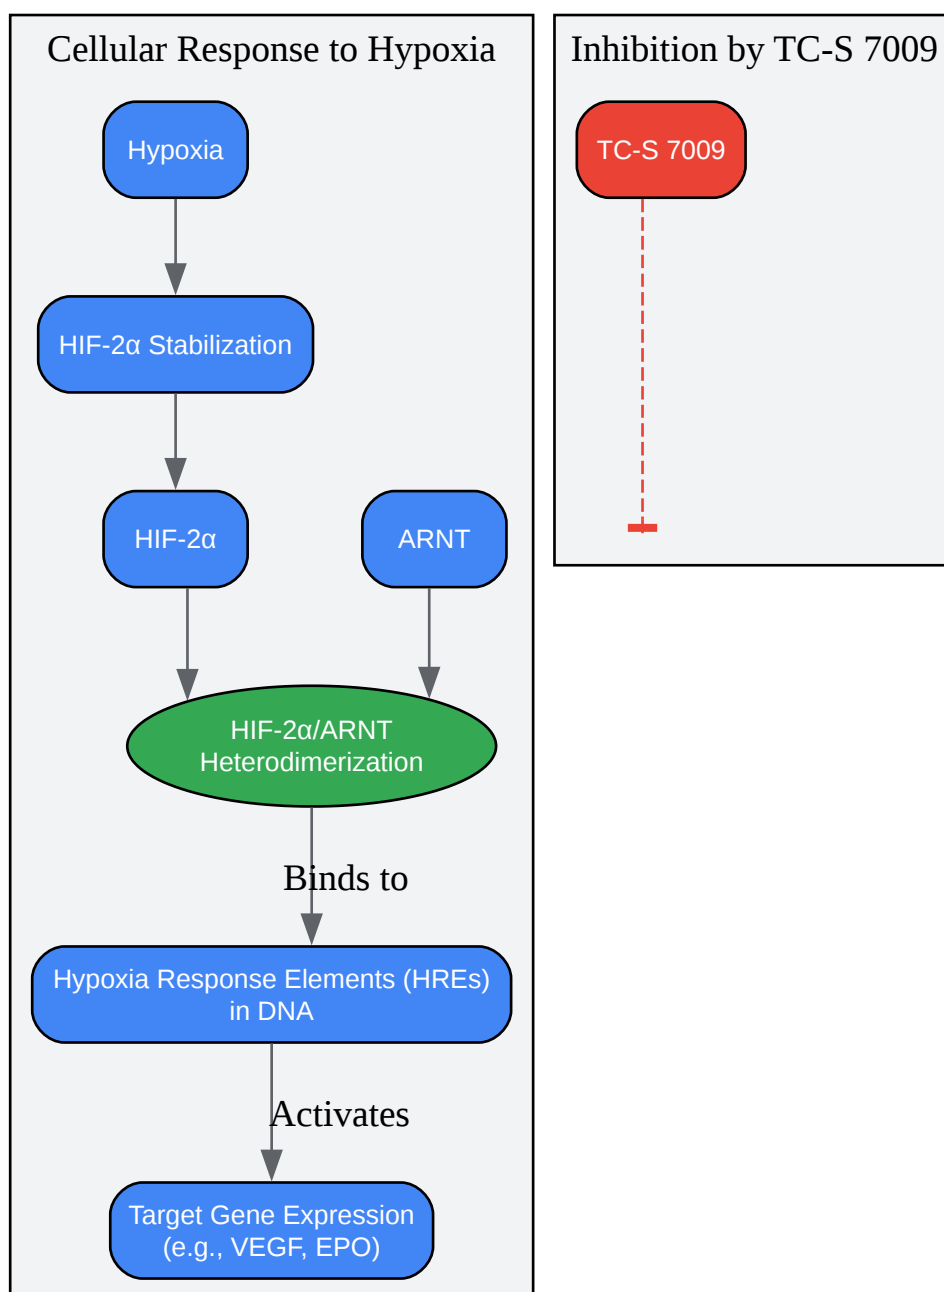 Cellular Response to Hypoxia
Hypoxia
HIF-2α Stabilization
HIF-2α
ARNT
HIF-2α/ARNT
Heterodimerization
Binds to
Hypoxia Response Elements (HREs)
in DNA
Activates
Target Gene Expression
(e.g., VEGF, EPO)
Inhibition by TC-S 7009
TC-S 7009